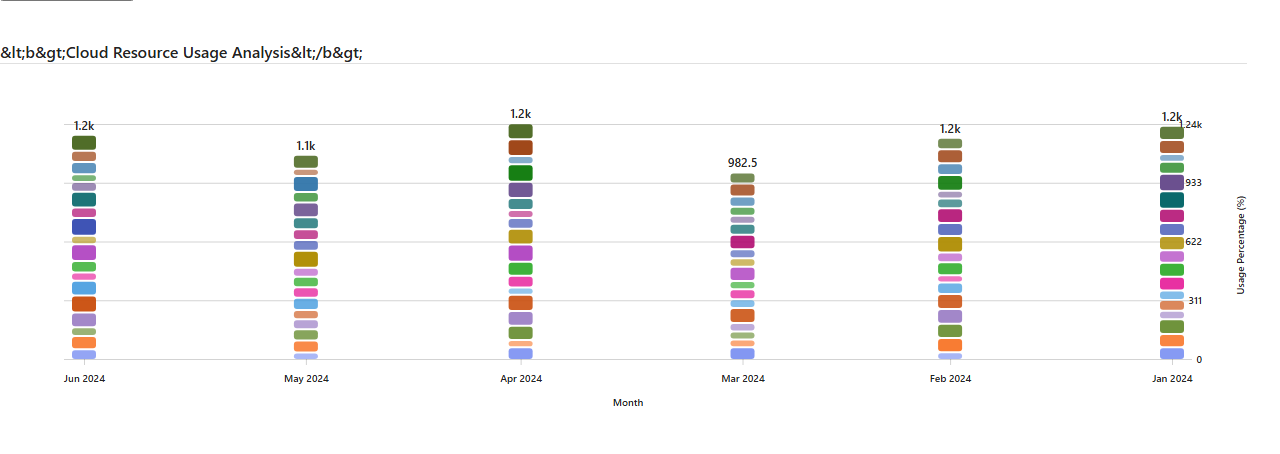 &lt;b&gt;Cloud Resource Usage Analysis&lt;/b&gt;
1.2k
1.1k
1.2k
982.5
1.2k
1.2k
1.24k
933
622
311
0
Usage Percentage (%)
Jun 2024
May 2024
Apr 2024
Mar 2024
Feb 2024
Jan 2024
Month